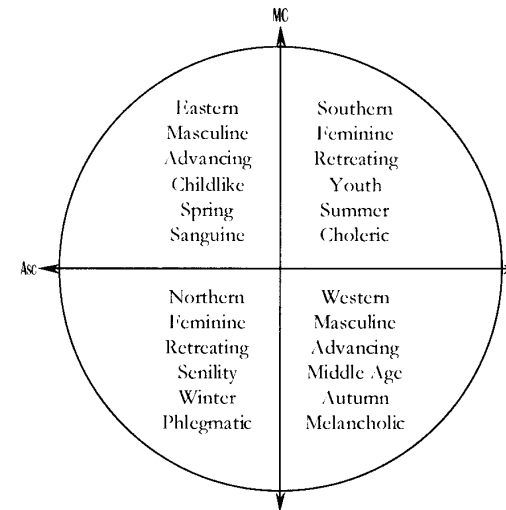 MC
Eastern
Masculine
Advancing
Childlike
Spring
Sanguine
Southern
Feminine
Retreating
Youth
Summer
Choleric
Asc
Northern
Feminine
Retreating
Senility
Winter
Phlegmatic
Western
Masculine
Advancing
Middle Age
Autumn
Melancholic